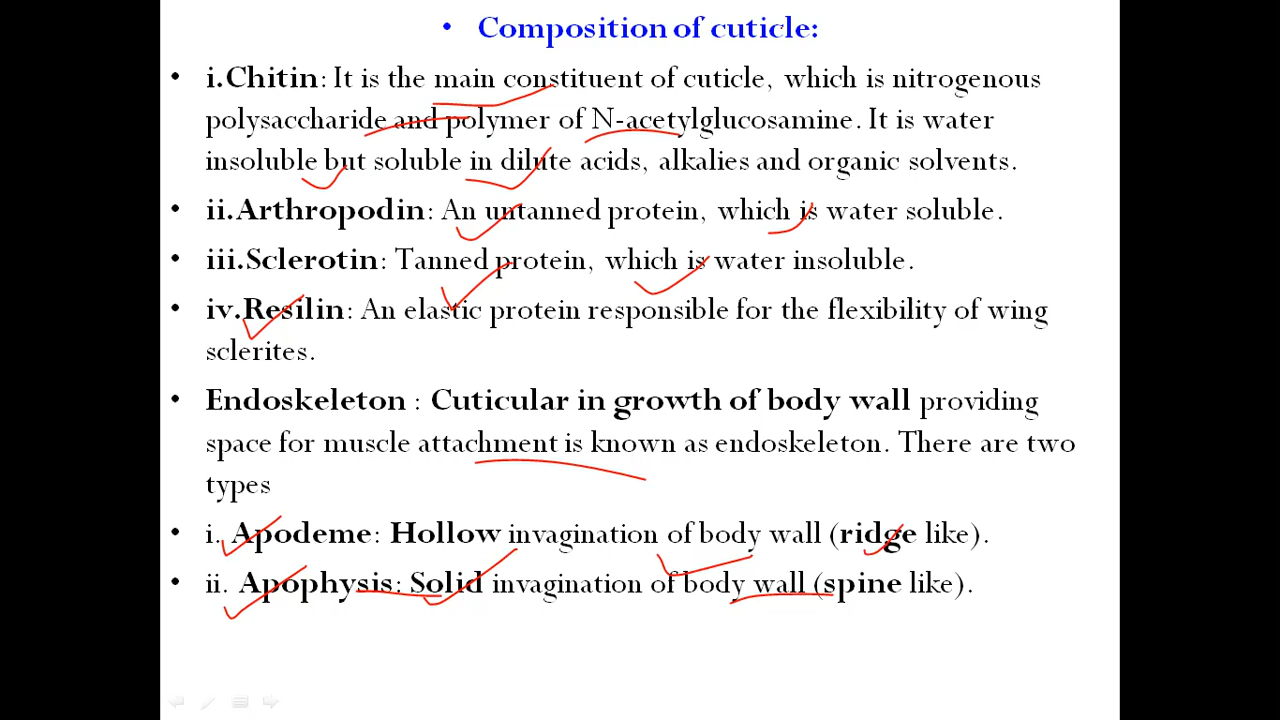 • Composition of cuticle:
• i.Chitin: It is the main constituent of cuticle, which is nitrogenous
polysaccharide and polymer of N-acetylglucosamine. It is water
insoluble but soluble in dilute acids, alkalies and organic solvents.
• ii.Arthropodin: An untanned protein, which is water soluble.
• iii.Sclerotin: Tanned protein, which is water insoluble.
• iv.Resilin: An elastic protein responsible for the flexibility of wing
sclerites.
• Endoskeleton : Cuticular in growth of body wall providing
space for muscle attachment is known as endoskeleton. There are two
types
• i. Apodeme: Hollow invagination of body wall (ridge like).
• ii. Apophysis: Solid invagination of body wall (spine like).